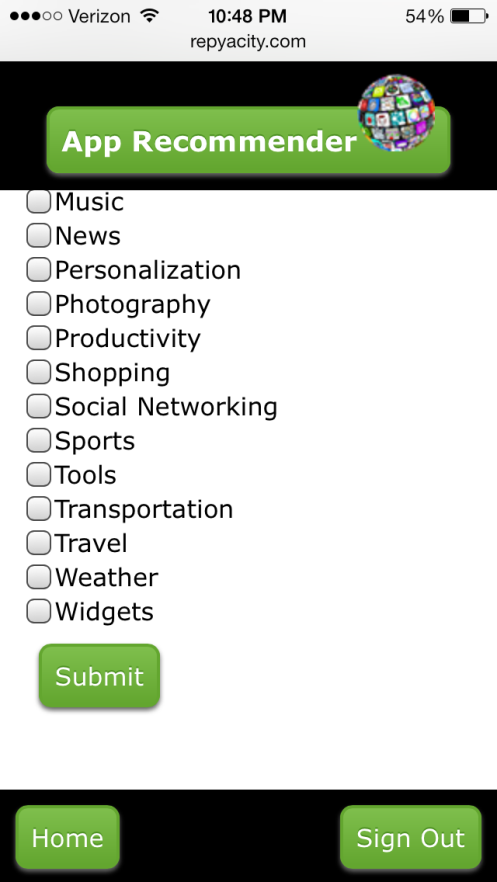 Verizon 10:48 PM 54%
repyacity.com
App Recommender
Music
News
Personalization
Photography
Productivity
Shopping
Social Networking
Sports
Tools
Transportation
Travel
Weather
Widgets
Submit
Home Sign Out